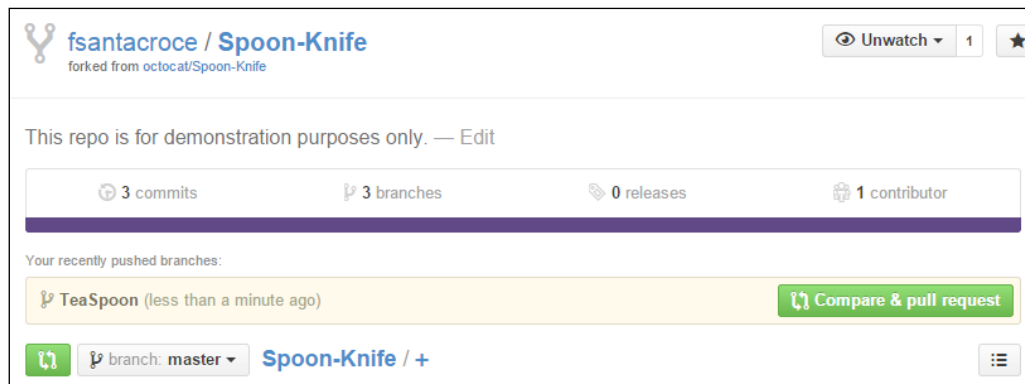 fsantacroce / Spoon-Knife
forked from octocat/Spoon-Knife
Unwatch 1
This repo is for demonstration purposes only. — Edit
3 commits 3 branches 0 releases 1 contributor
Your recently pushed branches:
TeaSpoon (less than a minute ago) Compare & pull request
branch: master Spoon-Knife / +